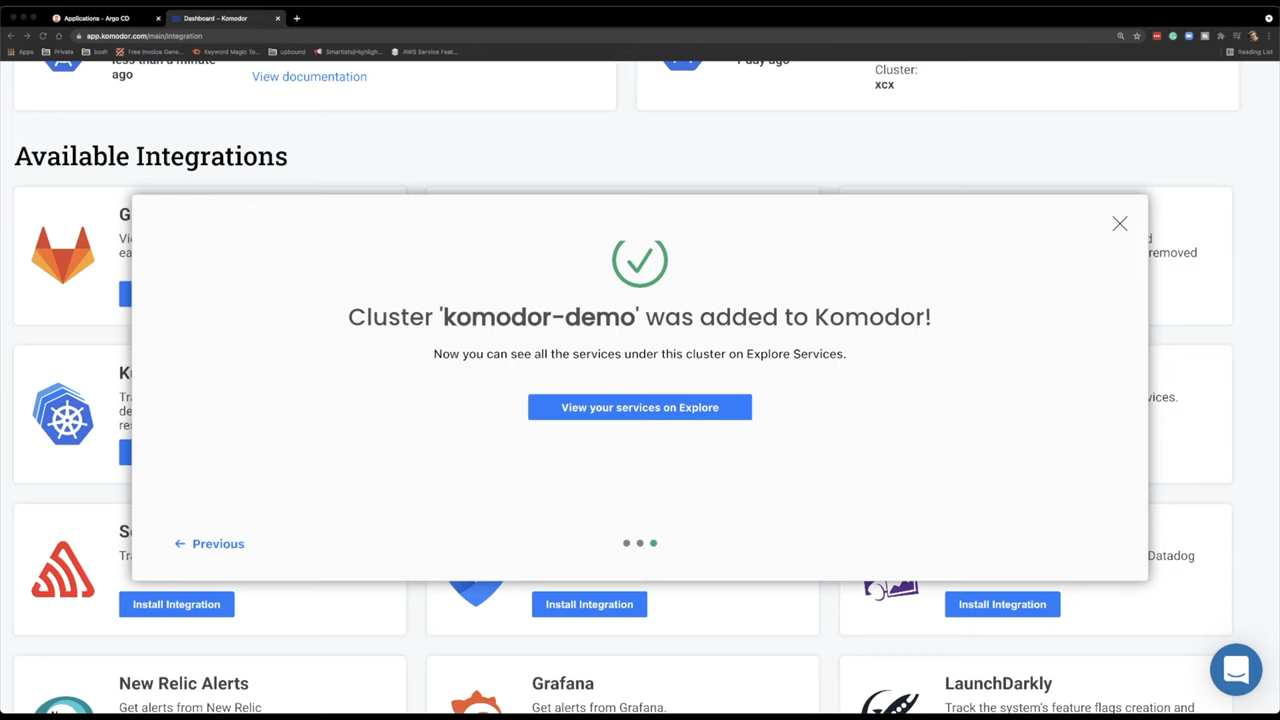 Applications - Argo CD
Dashboard – Komodor
app.komodor.com/main/integration
Apps
Private
bosh
Free Invoice Gene...
Keyword Magic To...
upbound
Smartlists|Highligh...
AWS Service Feat...
Reading List
less than a minute
ago
View documentation
1 day ago
Cluster:
xcx
Available Integrations
removed
Cluster 'komodor-demo' was added to Komodor!
Now you can see all the services under this cluster on Explore Services.
View your services on Explore
Previous
Datadog
Install Integration
Install Integration
Install Integration
New Relic Alerts
Get alerts from New Relic
Grafana
Get alerts from Grafana.
LaunchDarkly
Track the system's feature flags creation and